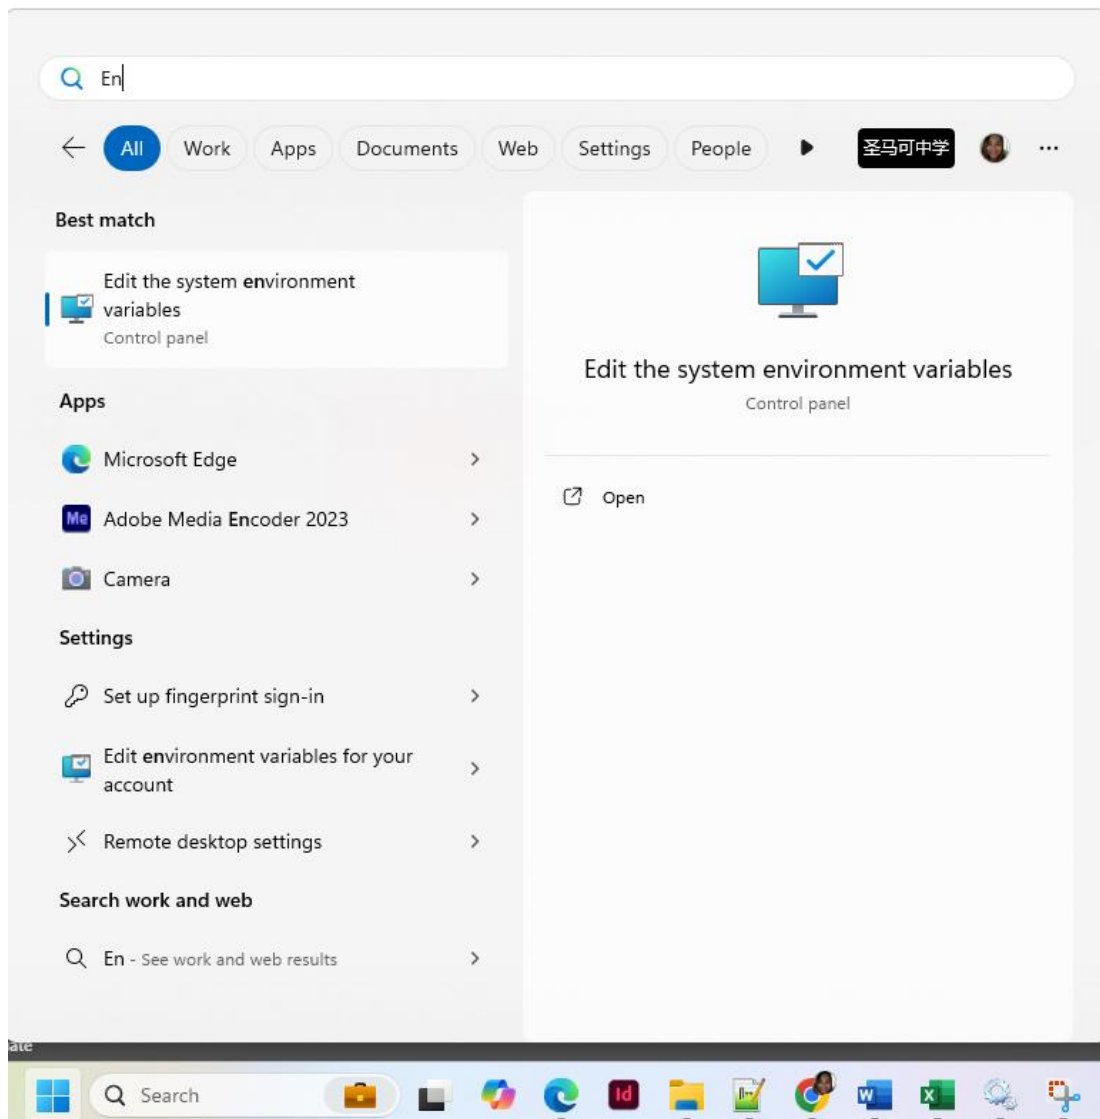 En
All Work Apps Documents Web Settings People 圣马可中学
Best match
Edit the system environment
variables
Control panel
Edit the system environment variables
Control panel
Open
Apps
Microsoft Edge
Me Adobe Media Encoder 2023
Camera
Settings
Set up fingerprint sign-in
Edit environment variables for your
account
Remote desktop settings
Search work and web
En - See work and web results
ate
Search
Id
W
X